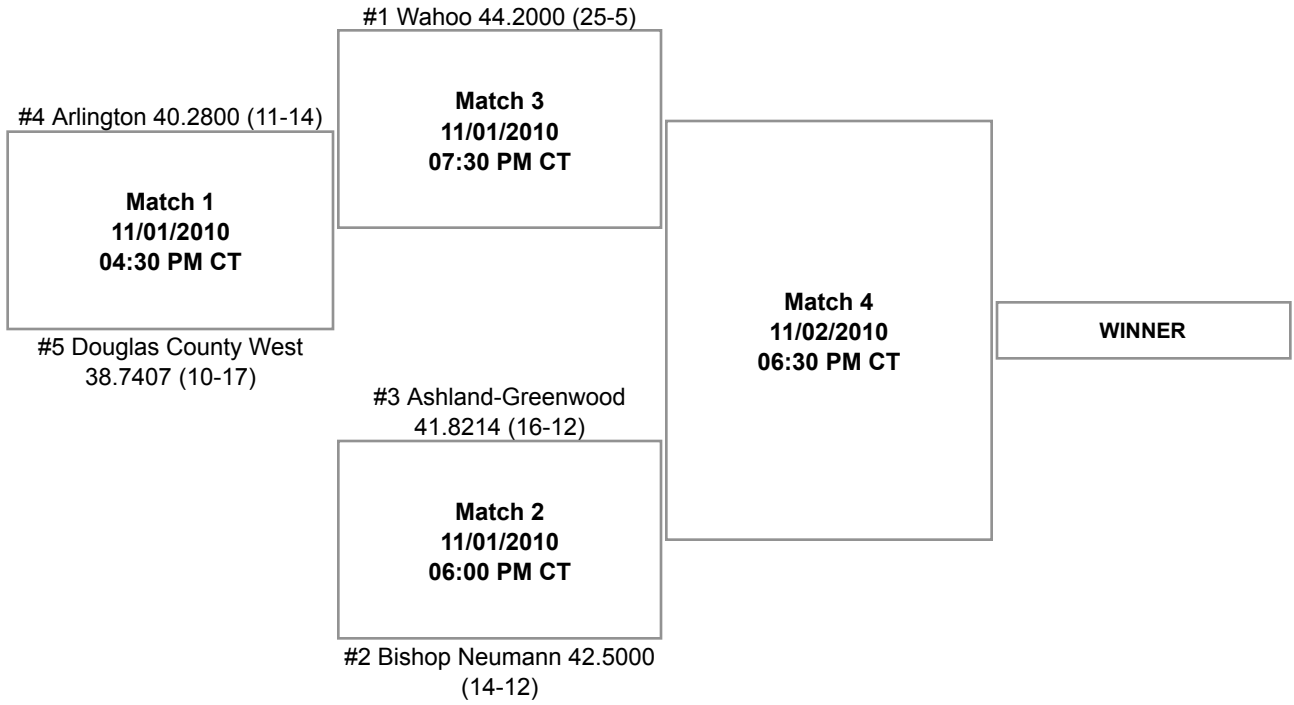 #1 Wahoo 44.2000 (25-5)
Match 3
11/01/2010
07:30 PM CT
#4 Arlington 40.2800 (11-14)
Match 1
11/01/2010
04:30 PM CT
#5 Douglas County West
38.7407 (10-17)
#3 Ashland-Greenwood
41.8214 (16-12)
Match 2
11/01/2010
06:00 PM CT
#2 Bishop Neumann 42.5000
(14-12)
Match 4
11/02/2010
06:30 PM CT
WINNER